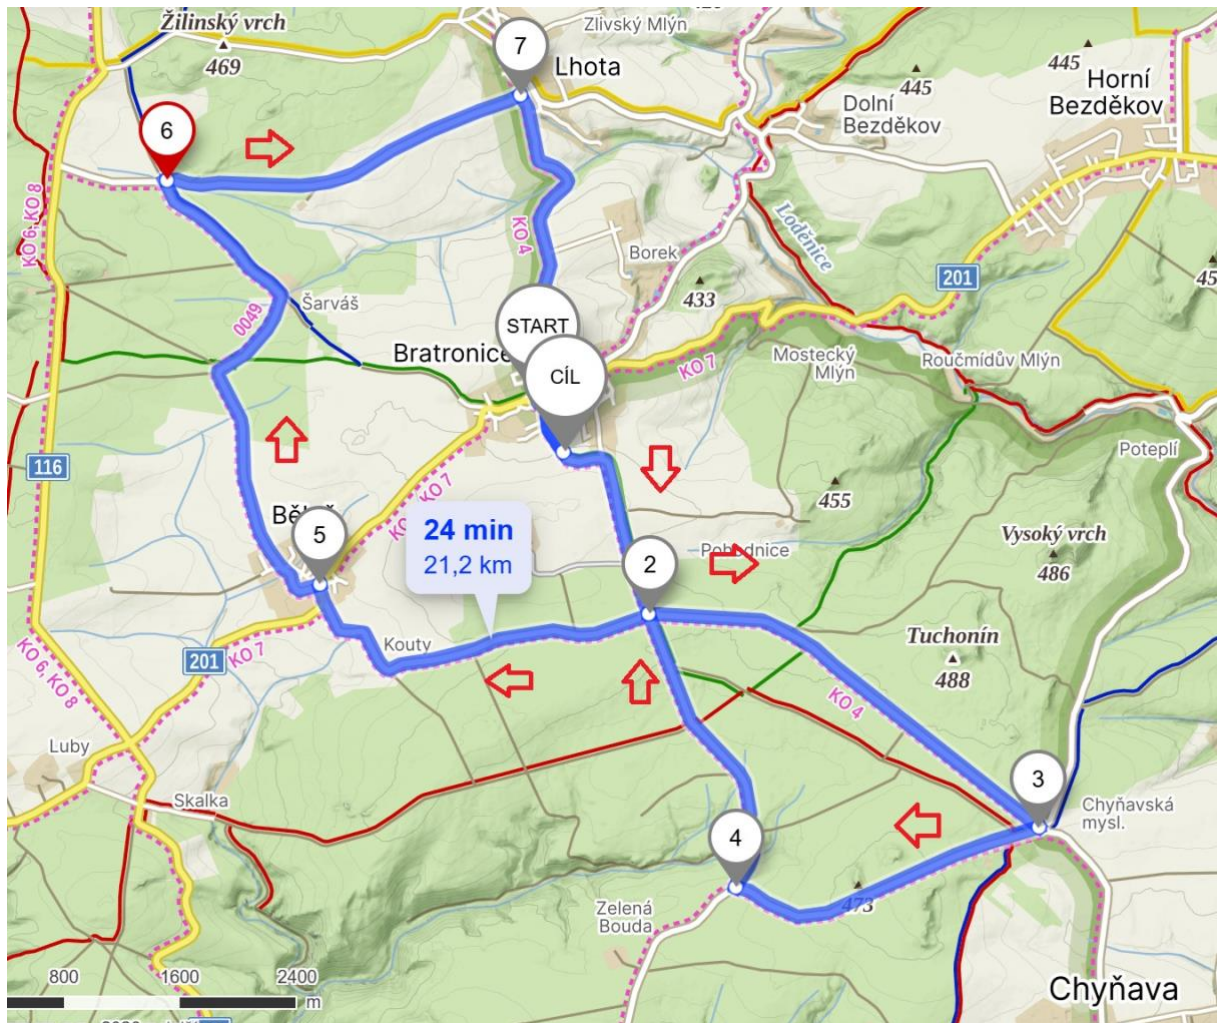 Žilinský vrch
469
Zlivský Mlýn
7
Lhota
445
445
Horní
Bezděkov
Dolní
Bezděkov
6
KO 6, KO 8
KO 4
Loděnice
Borek
201
433
Šarváš
0049
START
Bratronice
CÍL
KO 7
Mostecký
Mlýn
Roučmídův Mlýn
116
Poteplí
455
KO 7
5
24 min
21,2 km
2
Vysoký vrch
486
Kouty
201
KO 7
Tuchonín
488
KO 6, KO 8
KO 4
Luby
Skalka
3
Chyňavská
mysl.
4
473
Zelená
Bouda
800
1600
2400
m
Chyňava